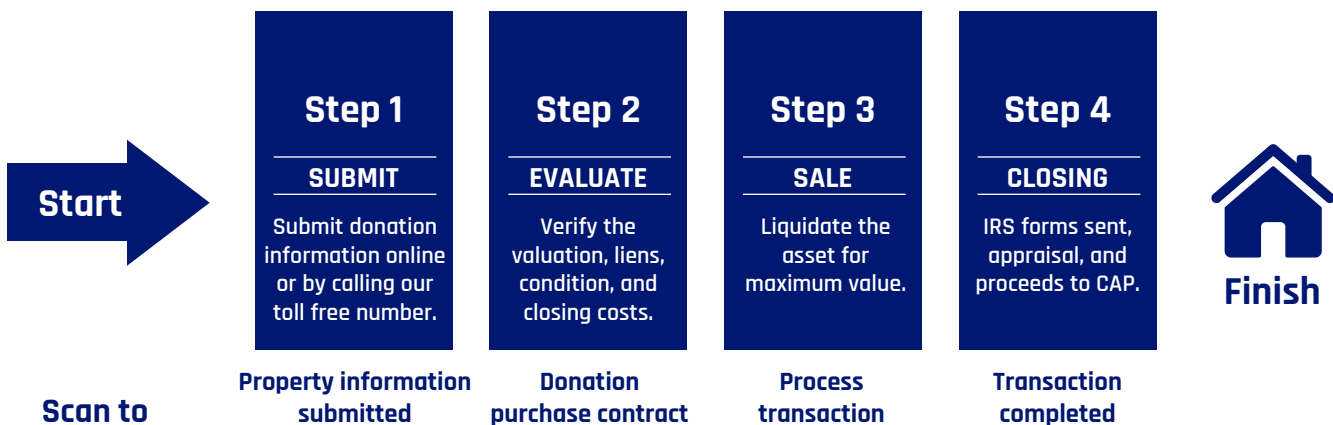 Start
Step 1
SUBMIT
Submit donation
information online
or by calling our
toll free number.
Property information
submitted
Step 2
EVALUATE
Verify the
valuation, liens,
condition, and
closing costs.
Donation
purchase contract
Step 3
SALE
Liquidate the
asset for
maximum value.
Process
transaction
Step 4
CLOSING
IRS forms sent,
appraisal, and
proceeds to CAP.
Transaction
completed
Finish
Scan to